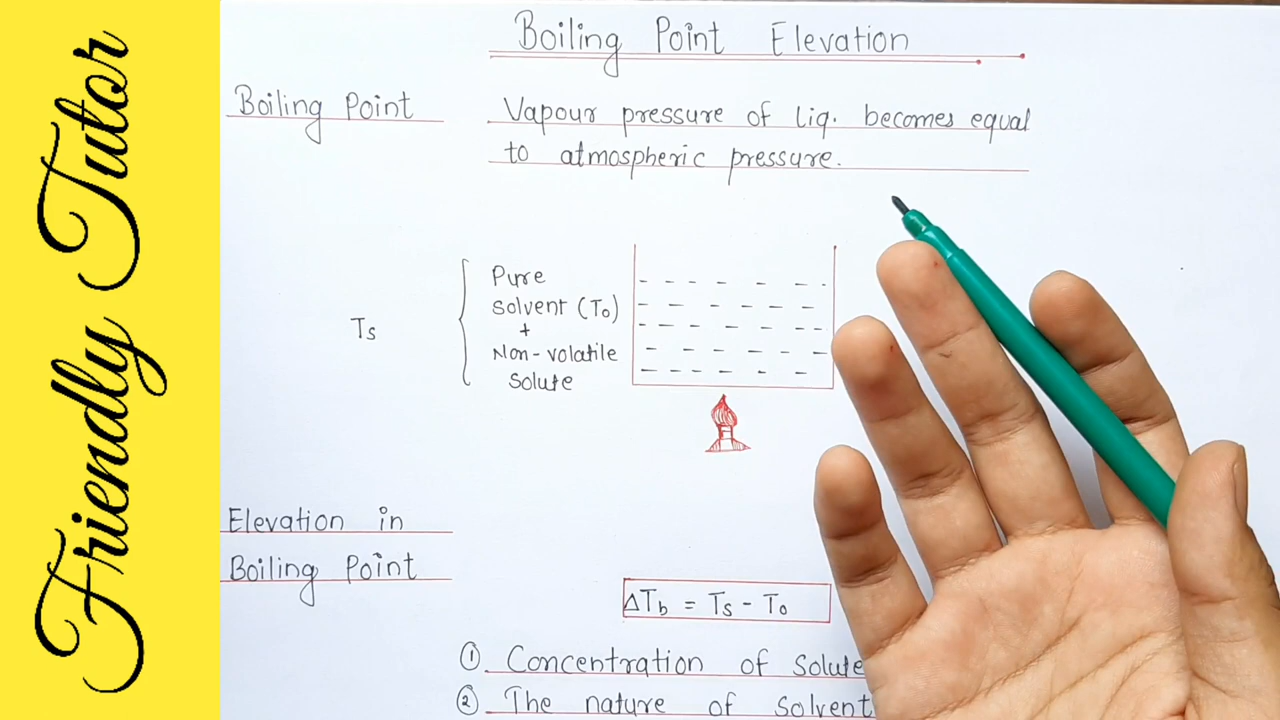 Friendly Tutor
Boiling Point Elevation
Boiling Point
Vapour pressure of Liq. becomes equal
to atmospheric pressure.
Pure
Solvent (To)
+
Non-volatile
Solute
Ts
Elevation in
Boiling Point
ΔTb = Ts - To
① Concentration of Solute
② The nature of Solvent